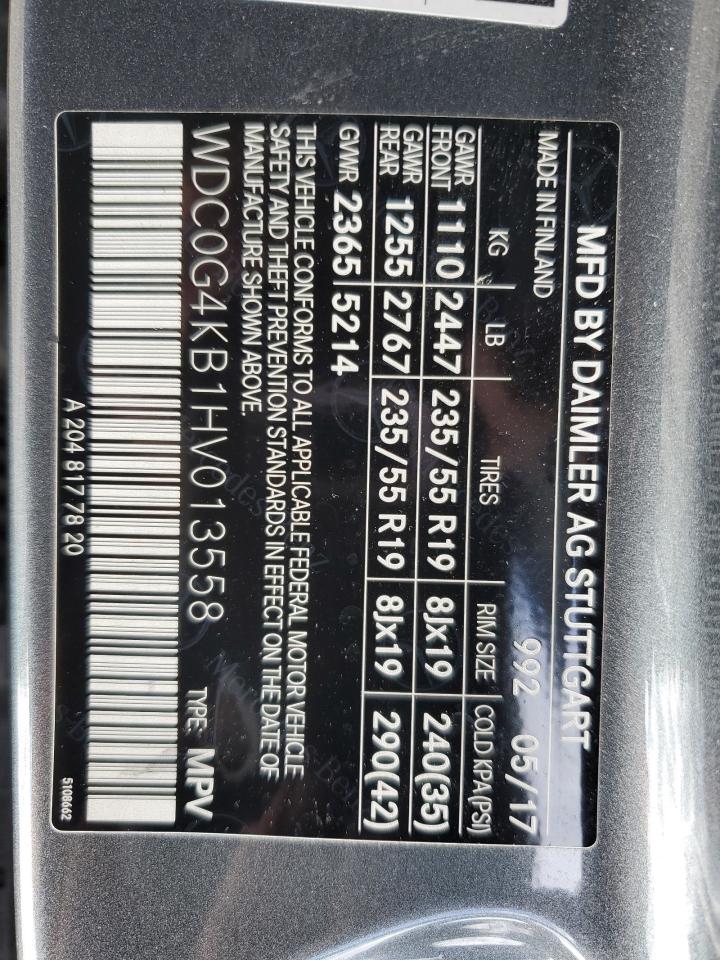 MFD BY DAIMLER AG STUTTGART
MADE IN FINLAND 992 05/17
KG LB TIRES RIM SIZE COLD KPA(PSI)
GAWR FRONT 1110 2447 235/55 R19 8Jx19 240(35)
GAWR REAR 1255 2767 235/55 R19 8Jx19 290(42)
GVWR 2365 5214
THIS VEHICLE CONFORMS TO ALL APPLICABLE FEDERAL MOTOR VEHICLE
SAFETY AND THEFT PREVENTION STANDARDS IN EFFECT ON THE DATE OF
MANUFACTURE SHOWN ABOVE.
WDC0G4KB1HV013558 TYPE: MPV
A 204 817 78 20 5108662